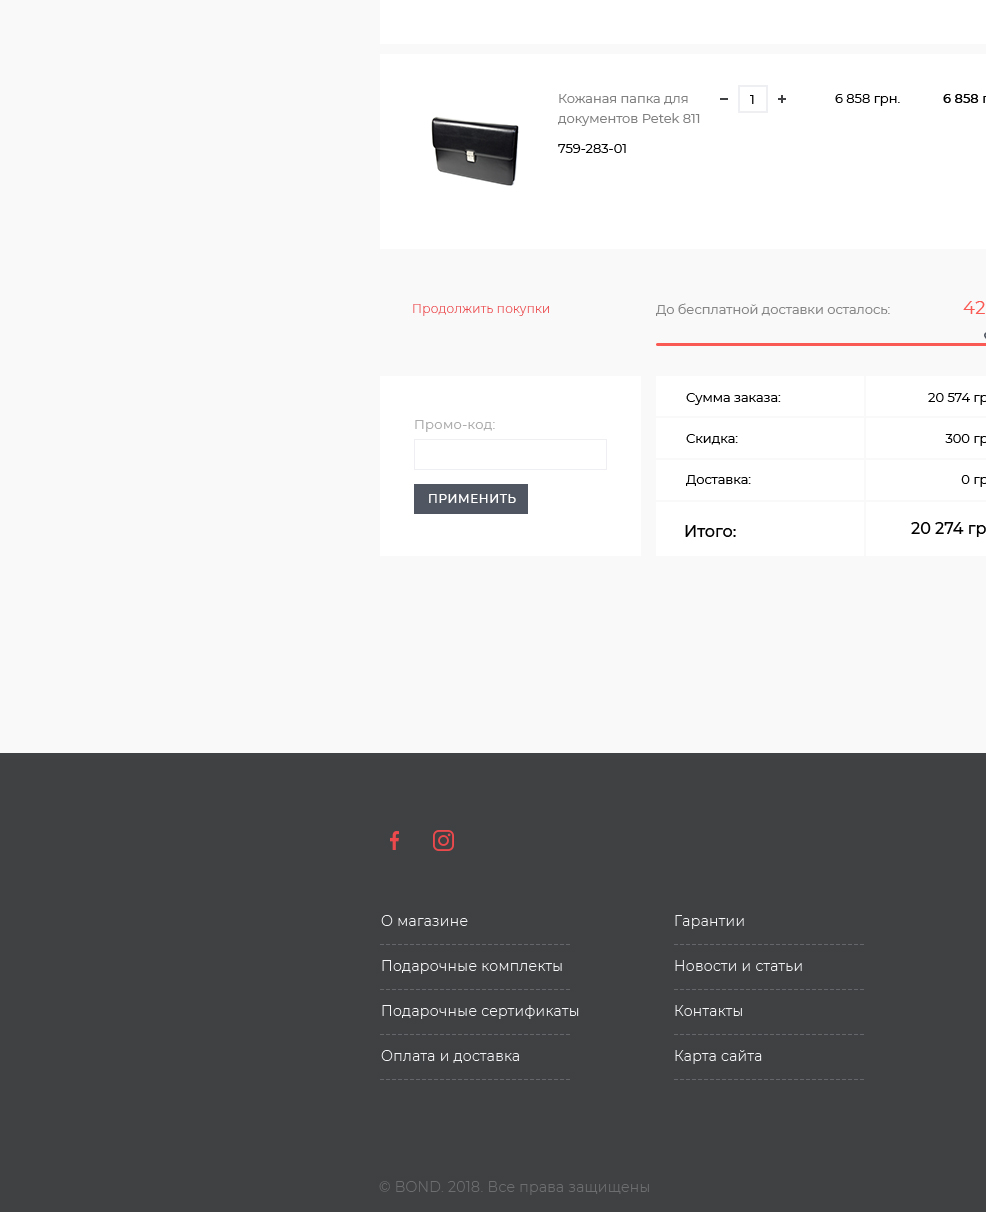 Кожаная папка для
документов Petek 811
759-283-01
− 1 +
6 858 грн.
6 858
Продолжить покупки
До бесплатной доставки осталось:
42
Промо-код:
ПРИМЕНИТЬ
Сумма заказа: 20 574 гр
Скидка: 300 гр
Доставка: 0 гр
Итого: 20 274 гр
О магазине
Подарочные комплекты
Подарочные сертификаты
Оплата и доставка
Гарантии
Новости и статьи
Контакты
Карта сайта
© BOND. 2018. Все права защищены